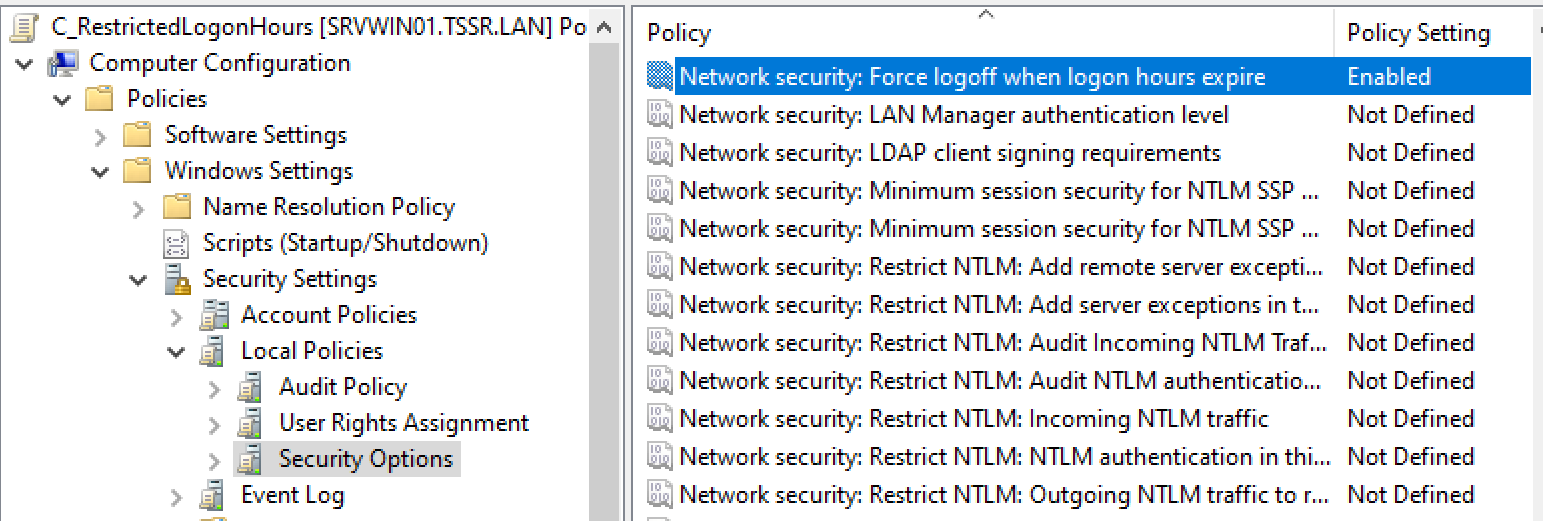 C_RestrictedLogonHours [SRVWIN01.TSSR.LAN] Po
Computer Configuration
Policies
Software Settings
Windows Settings
Name Resolution Policy
Scripts (Startup/Shutdown)
Security Settings
Account Policies
Local Policies
Audit Policy
User Rights Assignment
Security Options
Event Log
Policy Policy Setting
Network security: Force logoff when logon hours expire Enabled
Network security: LAN Manager authentication level Not Defined
Network security: LDAP client signing requirements Not Defined
Network security: Minimum session security for NTLM SSP ... Not Defined
Network security: Minimum session security for NTLM SSP ... Not Defined
Network security: Restrict NTLM: Add remote server excepti... Not Defined
Network security: Restrict NTLM: Add server exceptions in t... Not Defined
Network security: Restrict NTLM: Audit Incoming NTLM Traf... Not Defined
Network security: Restrict NTLM: Audit NTLM authenticatio... Not Defined
Network security: Restrict NTLM: Incoming NTLM traffic Not Defined
Network security: Restrict NTLM: NTLM authentication in thi... Not Defined
Network security: Restrict NTLM: Outgoing NTLM traffic to r... Not Defined